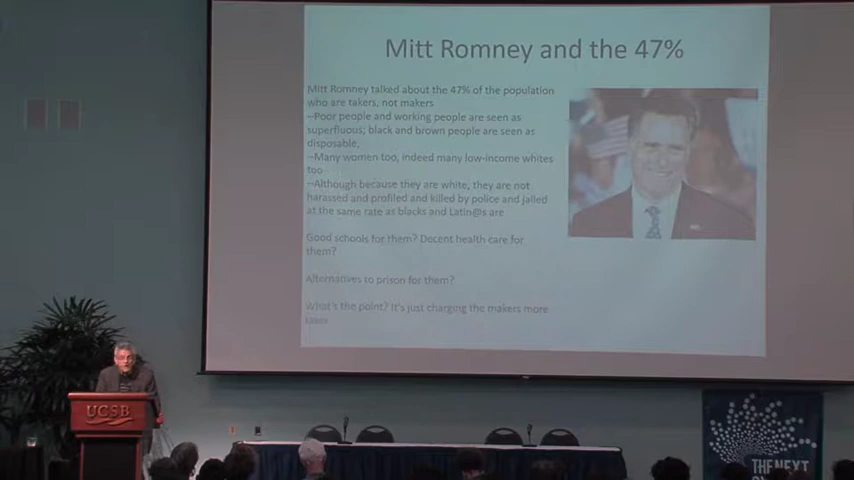 Mitt Romney and the 47%
Mitt Romney talked about the 47% of the population
who are takers, not makers
--Poor people and working people are seen as
superfluous; black and brown people are seen as
disposable,
--Many women too, indeed many low-income whites
too
--Although because they are white, they are not
harassed and profiled and killed by police and jailed
at the same rate as blacks and Latin@s are
Good schools for them? Decent health care for
them?
Alternatives to prison for them?
What's the point? It's just charging the makers more
taxes
UCSB
THE NEXT